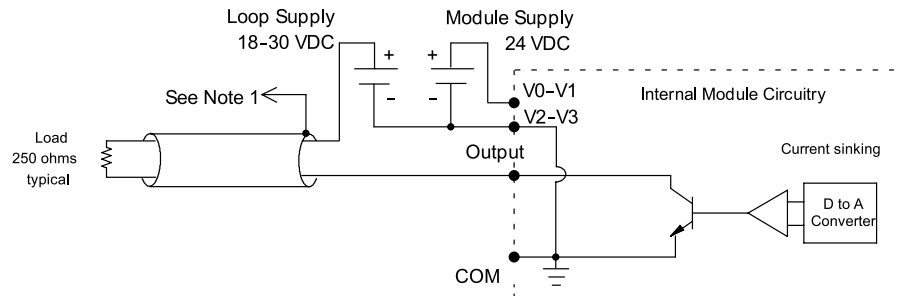 Loop Supply
18-30 VDC
Module Supply
24 VDC
+
-
+
-
See Note 1
V0-V1
V2-V3
Internal Module Circuitry
Load
250 ohms
typical
Output
Current sinking
D to A
Converter
COM